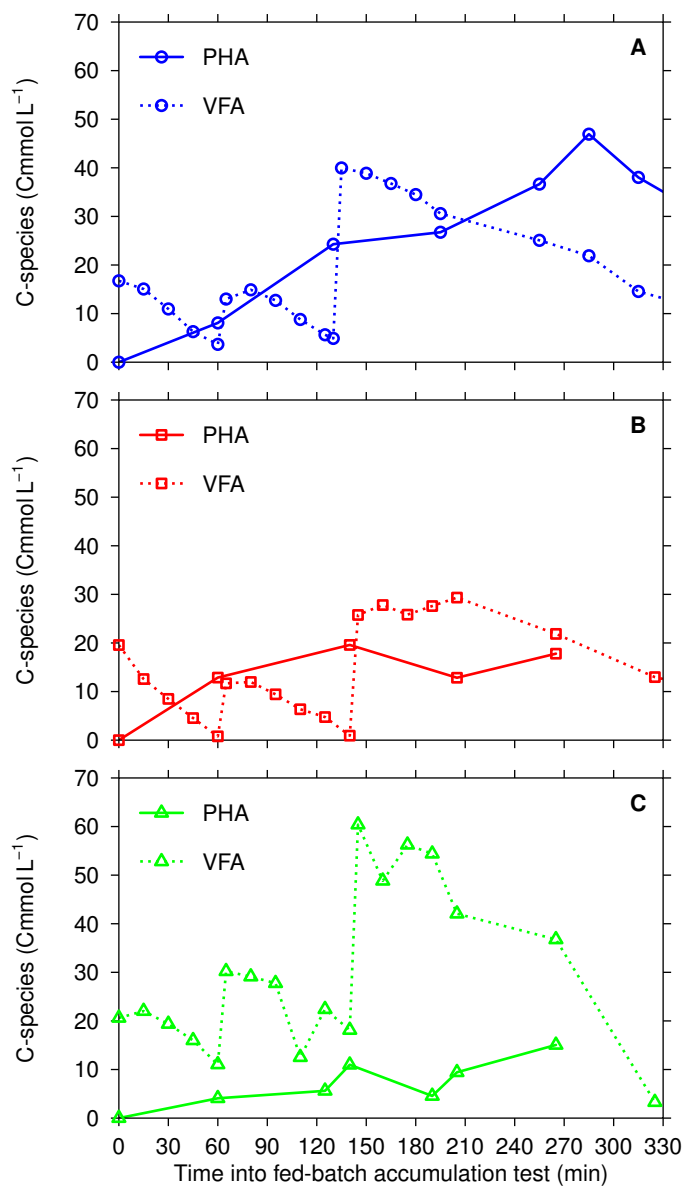 70
A
PHA
60
VFA
50
40
30
20
10
0
C-species (Cmmol L⁻¹)
70
B
PHA
60
VFA
50
40
30
20
10
0
C-species (Cmmol L⁻¹)
70
C
PHA
60
VFA
50
40
30
20
10
0
C-species (Cmmol L⁻¹)
0 30 60 90 120 150 180 210 240 270 300 330
Time into fed-batch accumulation test (min)